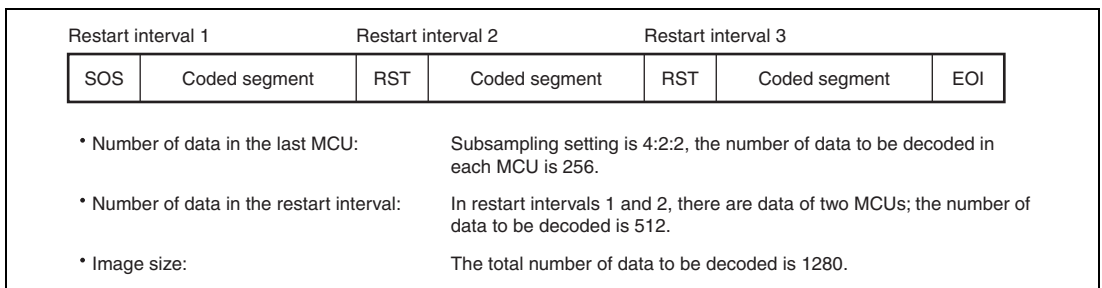 Restart interval 1 Restart interval 2 Restart interval 3
SOS Coded segment RST Coded segment RST Coded segment EOI
• Number of data in the last MCU: Subsampling setting is 4:2:2, the number of data to be decoded in
each MCU is 256.
• Number of data in the restart interval: In restart intervals 1 and 2, there are data of two MCUs; the number of
data to be decoded is 512.
• Image size: The total number of data to be decoded is 1280.